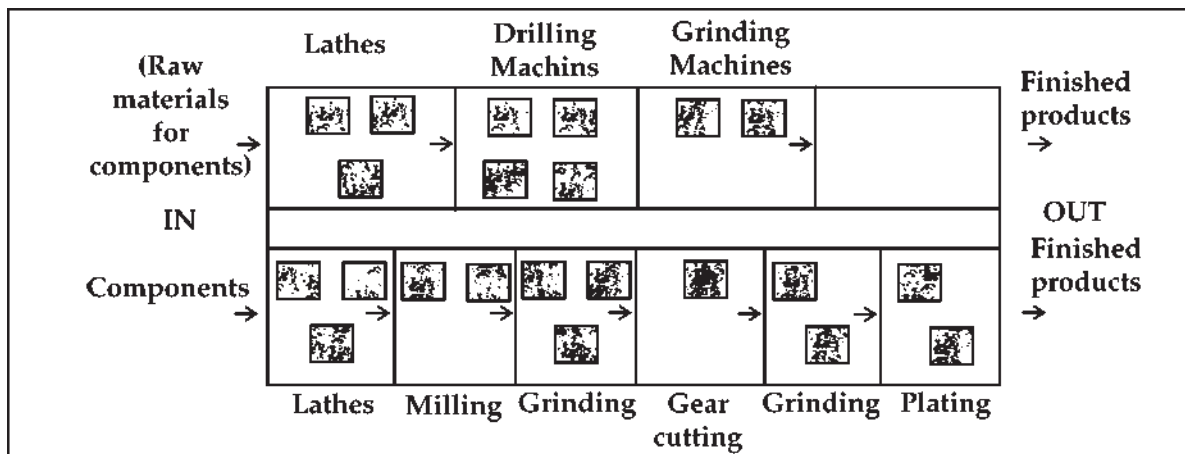 Lathes
Drilling
Machins
Grinding
Machines
(Raw
materials
for
components)
Finished
products
IN
OUT
Finished
products
Components
Lathes
Milling
Grinding
Gear
cutting
Grinding
Plating